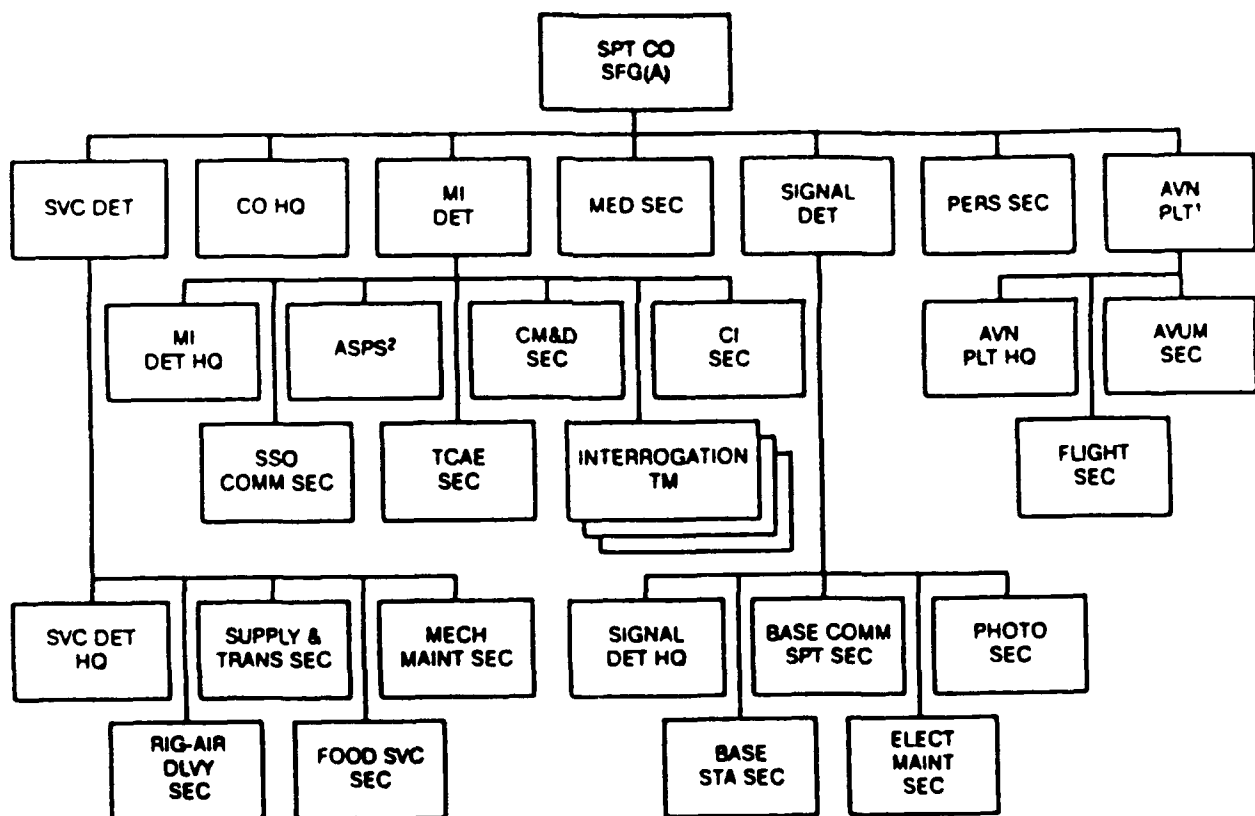 SPT CO
SFG(A)
SVC DET
CO HQ
MI
DET
MED SEC
SIGNAL
DET
PERS SEC
AVN
PLT¹
MI
DET HQ
ASPS²
CM&D
SEC
CI
SEC
AVN
PLT HQ
AVUM
SEC
SSO
COMM SEC
TCAE
SEC
INTERROGATION
TM
FLIGHT
SEC
SVC DET
HQ
SUPPLY &
TRANS SEC
MECH
MAINT SEC
SIGNAL
DET HQ
BASE COMM
SPT SEC
PHOTO
SEC
RIG-AIR
DLVY
SEC
FOOD SVC
SEC
BASE
STA SEC
ELECT
MAINT
SEC